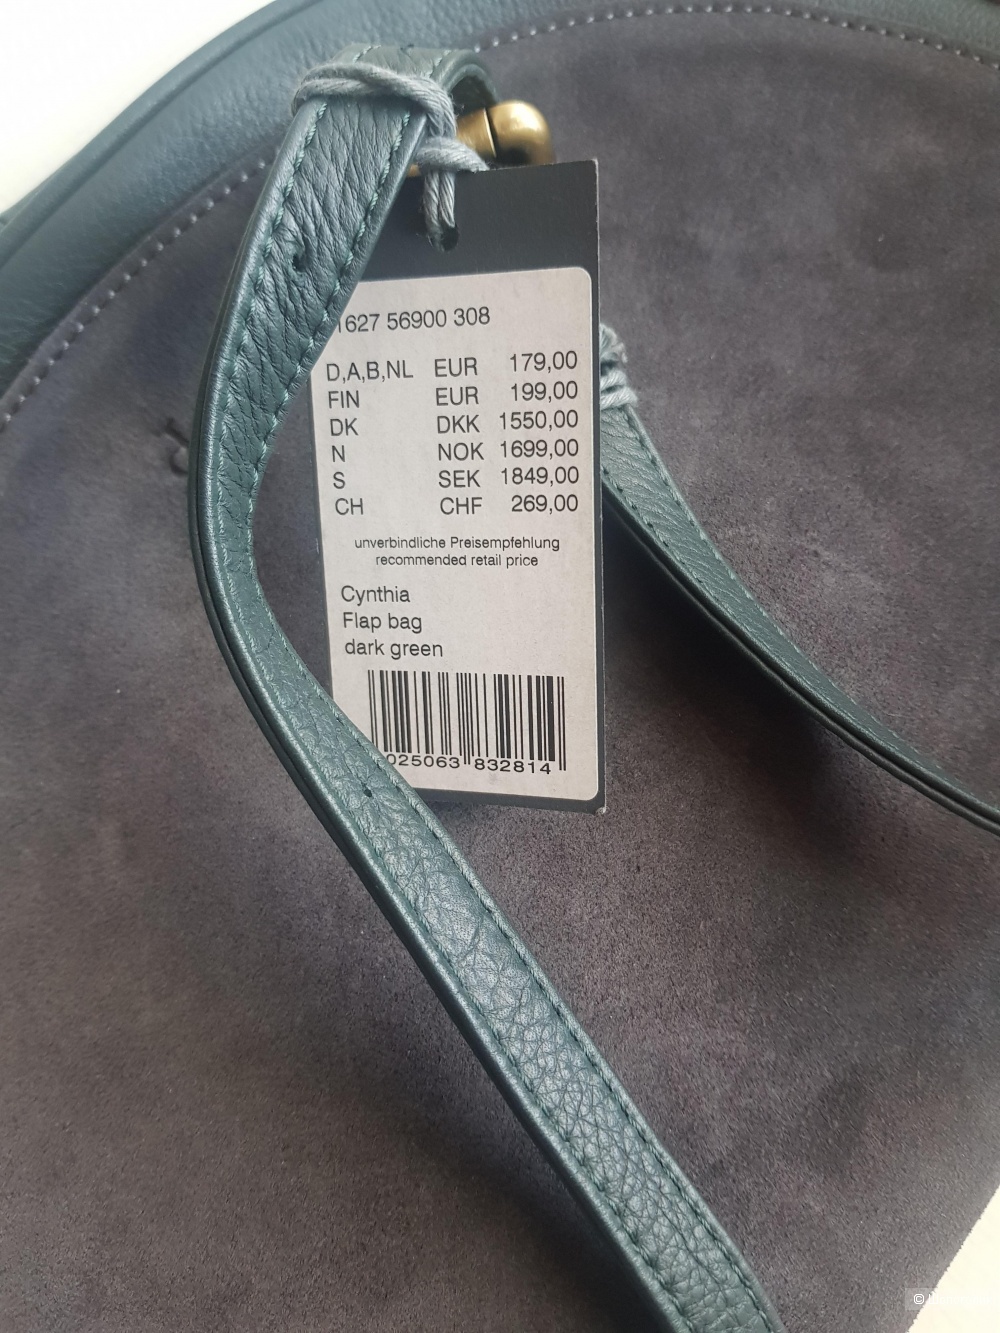 1627 56900 308
D,A,B,NL EUR 179,00
FIN EUR 199,00
DK DKK 1550,00
N NOK 1699,00
S SEK 1849,00
CH CHF 269,00
unverbindliche Preisempfehlung
recommended retail price
Cynthia
Flap bag
dark green
025063 832814
©